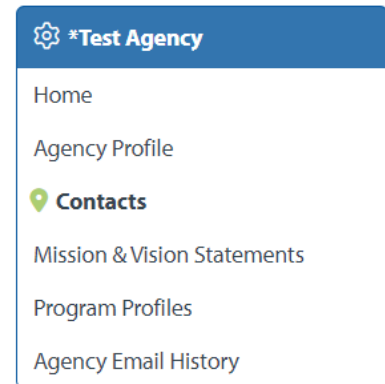 *Test Agency
Home
Agency Profile
Contacts
Mission & Vision Statements
Program Profiles
Agency Email History